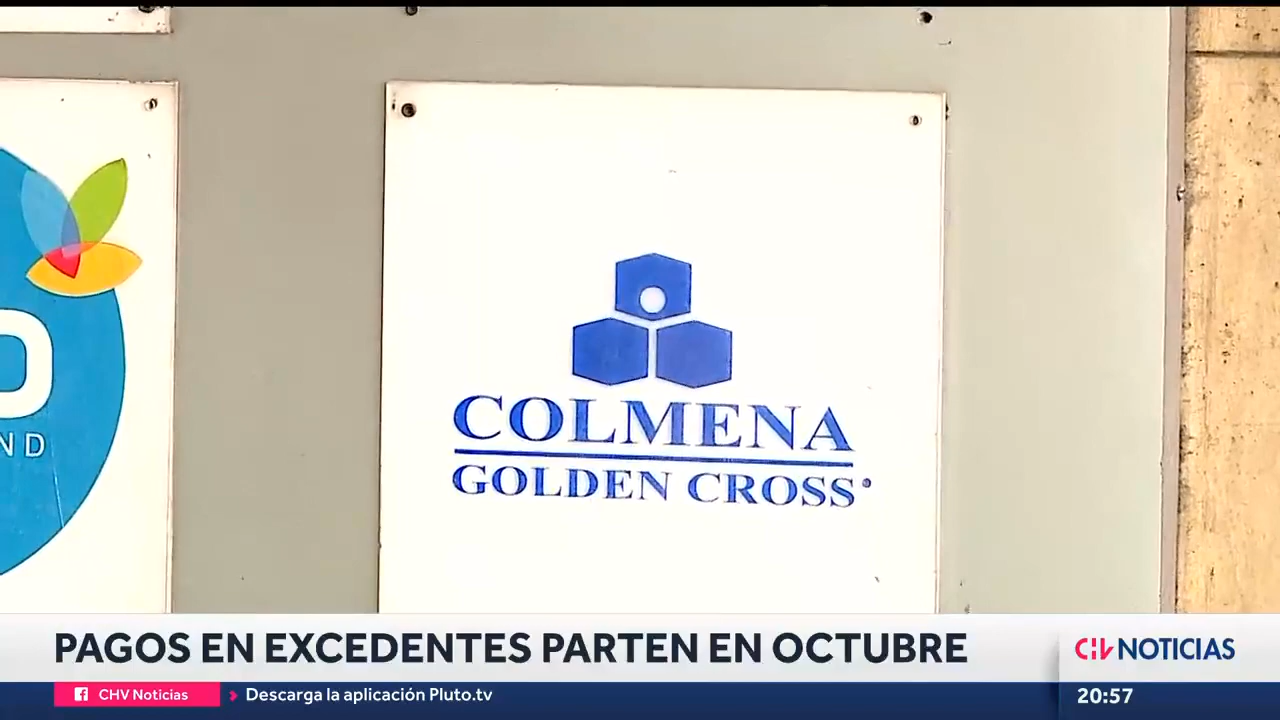 COLMENA
GOLDEN CROSS
PAGOS EN EXCEDENTES PARTEN EN OCTUBRE
CHV NOTICIAS
CHV Noticias
Descarga la aplicación Pluto.tv
20:57